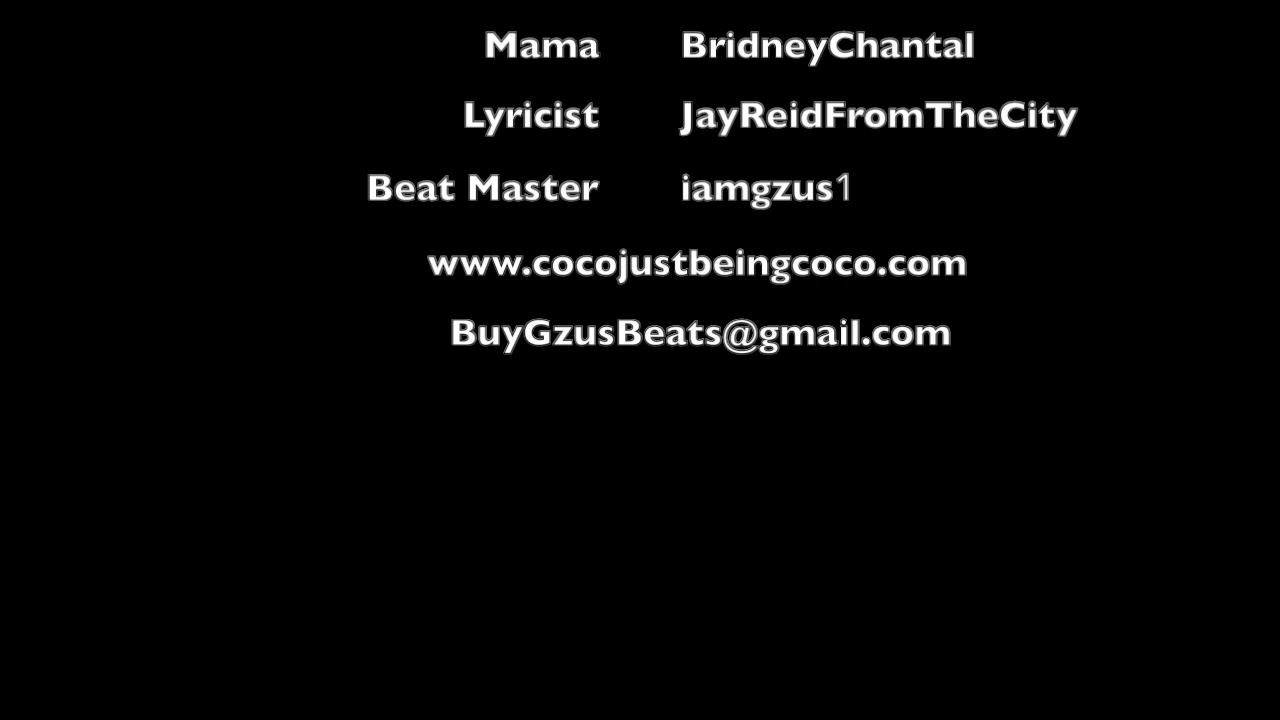 Mama BridneyChantal
Lyricist JayReidFromTheCity
Beat Master iamgzus1
www.cocojustbeingcoco.com
BuyGzusBeats@gmail.com